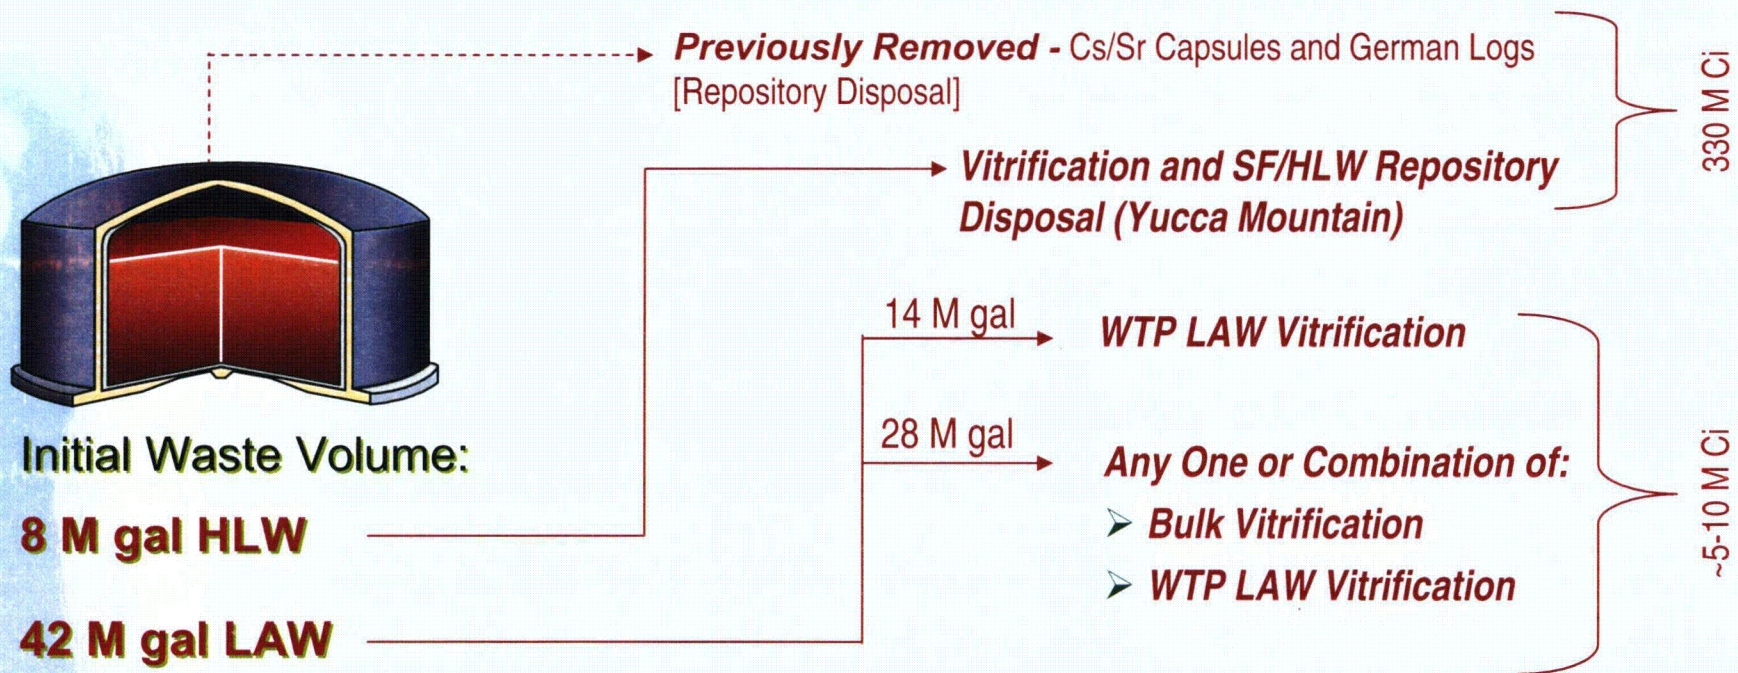 Previously Removed - Cs/Sr Capsules and German Logs
[Repository Disposal]
330 M Ci
Vitrification and SF/HLW Repository
Disposal (Yucca Mountain)
14 M gal
WTP LAW Vitrification
28 M gal
Any One or Combination of:
➢ Bulk Vitrification
➢ WTP LAW Vitrification
~5-10 M Ci
Initial Waste Volume:
8 M gal HLW
42 M gal LAW